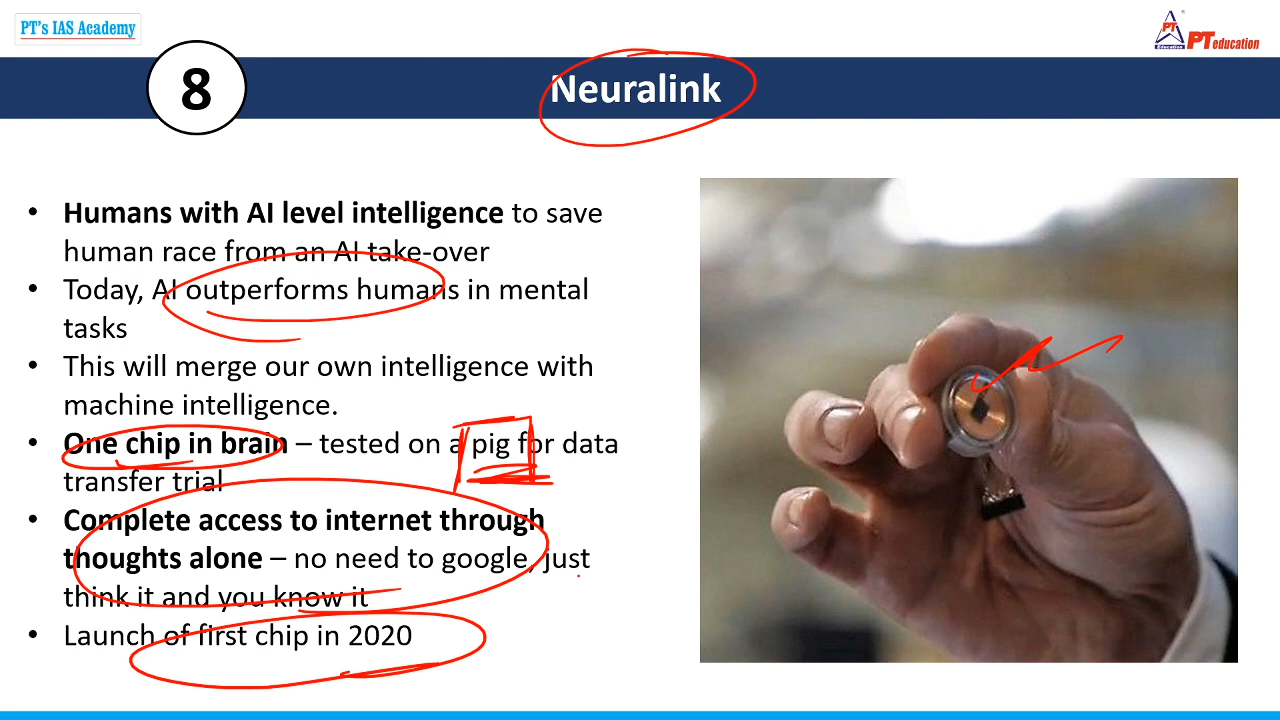 PT's IAS Academy
Education
PT education
8
Neuralink
• Humans with AI level intelligence to save
human race from an AI take-over
• Today, AI outperforms humans in mental
tasks
• This will merge our own intelligence with
machine intelligence.
• One chip in brain – tested on a pig for data
transfer trial
• Complete access to internet through
thoughts alone – no need to google, just
think it and you know it
• Launch of first chip in 2020